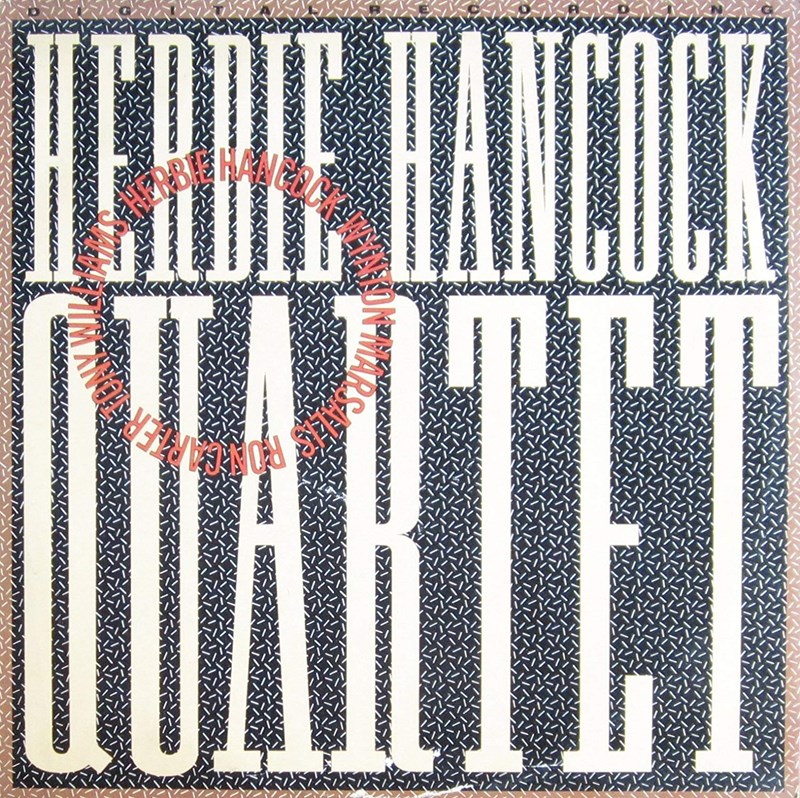 DIGITAL RECORDING
HERBIE HANCOCK
QUARTET
HERBIE HANCOCK WYNTON MARSALIS RON CARTER TONY WILLIAMS